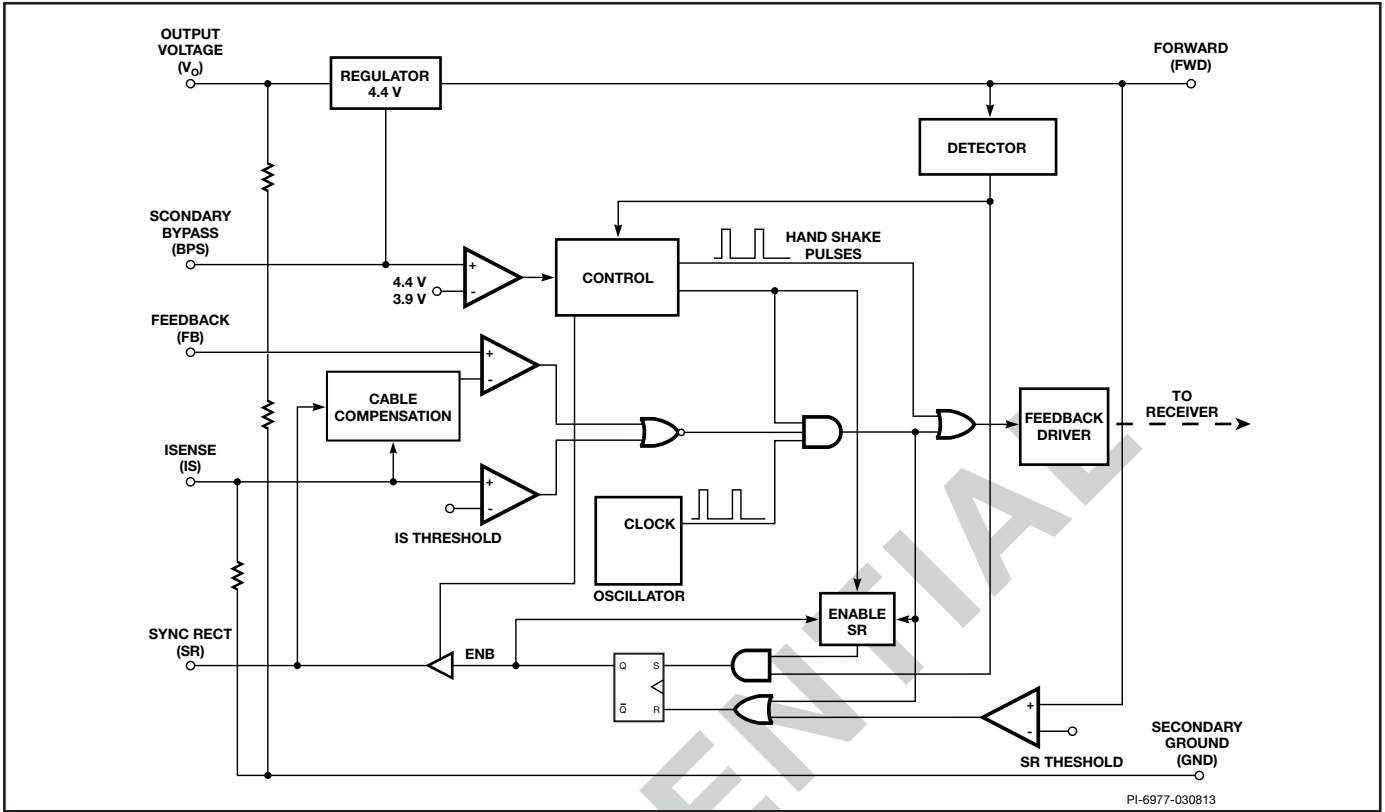 OUTPUT
VOLTAGE
(VO)
REGULATOR
4.4 V
FORWARD
(FWD)
DETECTOR
SCONDARY
BYPASS
(BPS)
HAND SHAKE
PULSES
+
-
CONTROL
4.4 V
3.9 V
FEEDBACK
(FB)
+
-
CABLE
COMPENSATION
TO
RECEIVER
FEEDBACK
DRIVER
ISENSE
(IS)
+
-
IS THRESHOLD
CLOCK
OSCILLATOR
ENABLE
SR
SYNC RECT
(SR)
ENB
Q
S
Q̅
R
+
-
SR THESHOLD
SECONDARY
GROUND
(GND)
PI-6977-030813
ENTIAL